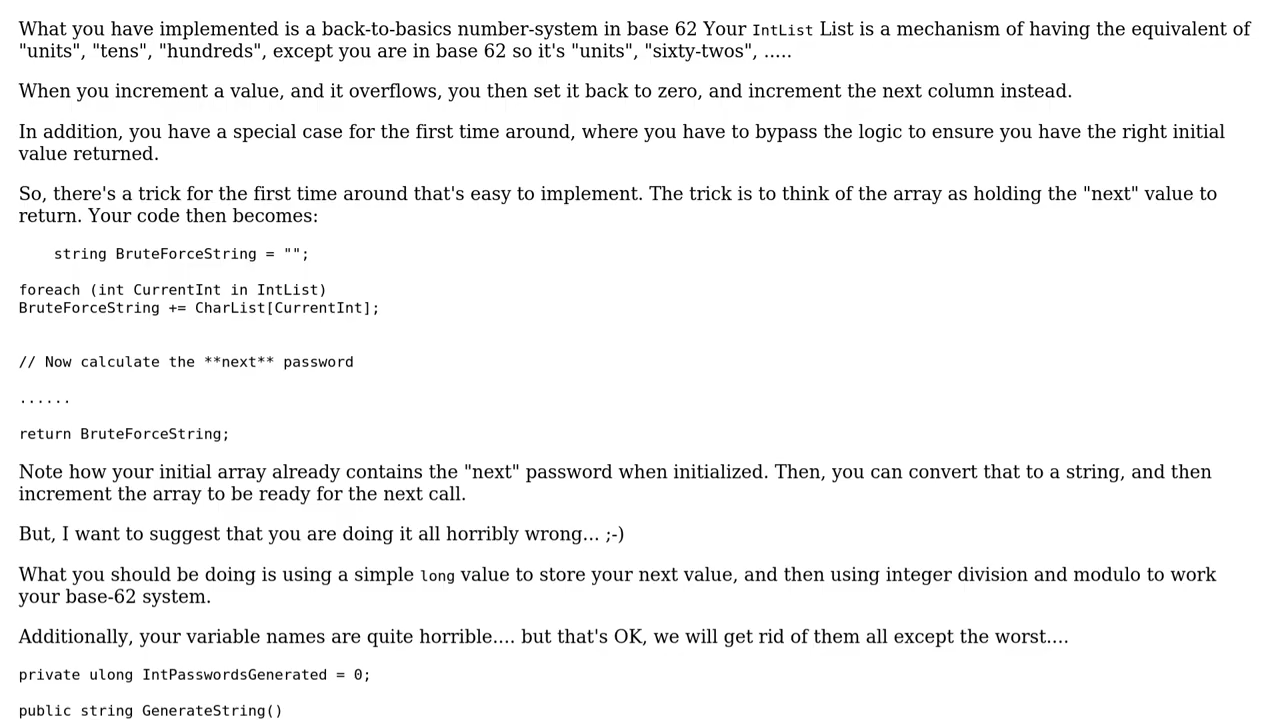 What you have implemented is a back-to-basics number-system in base 62 Your IntList List is a mechanism of having the equivalent of
"units", "tens", "hundreds", except you are in base 62 so it's "units", "sixty-twos", .....
When you increment a value, and it overflows, you then set it back to zero, and increment the next column instead.
In addition, you have a special case for the first time around, where you have to bypass the logic to ensure you have the right initial
value returned.
So, there's a trick for the first time around that's easy to implement. The trick is to think of the array as holding the "next" value to
return. Your code then becomes:
string BruteForceString = "";
foreach (int CurrentInt in IntList)
BruteForceString += CharList[CurrentInt];
// Now calculate the **next** password
......
return BruteForceString;
Note how your initial array already contains the "next" password when initialized. Then, you can convert that to a string, and then
increment the array to be ready for the next call.
But, I want to suggest that you are doing it all horribly wrong... ;-)
What you should be doing is using a simple long value to store your next value, and then using integer division and modulo to work
your base-62 system.
Additionally, your variable names are quite horrible.... but that's OK, we will get rid of them all except the worst....
private ulong IntPasswordsGenerated = 0;
public string GenerateString()